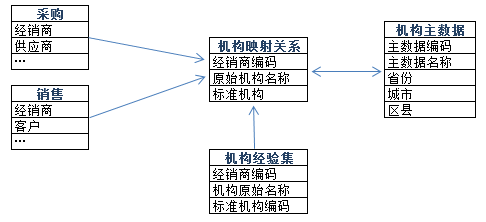 采购
经销商
供应商
…
销售
经销商
客户
…
机构映射关系
经销商编码
原始机构名称
标准机构
机构经验集
经销商编码
机构原始名称
标准机构编码
机构主数据
主数据编码
主数据名称
省份
城市
区县